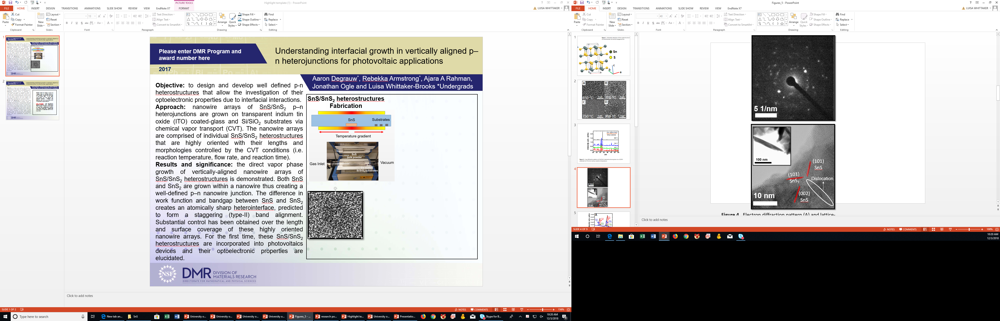 Highlight template (1) - PowerPoint
PICTURE TOOLS
FILE HOME INSERT DESIGN TRANSITIONS ANIMATIONS SLIDE SHOW REVIEW VIEW EndNote X7 FORMAT
LUISA WHITTAKER
Cut
Copy
Format Painter
Paste
Clipboard
New Slide
Layout
Reset
Section
Slides
13
Font
Text Direction
Align Text
Convert to SmartArt
Paragraph
Arrange
Quick Styles
Shape Fill
Shape Outline
Shape Effects
Drawing
Find
Replace
Select
Editing
1
2
Please enter DMR Program and
award number here
2017
Understanding interfacial growth in vertically aligned p–
n heterojunctions for photovoltaic applications
Aaron Degrauw*, Rebekka Armstrong*, Ajara A Rahman,
Jonathan Ogle and Luisa Whittaker-Brooks *Undergrads
Objective: to design and develop well defined p-n
heterostructures that allow the investigation of their
optoelectronic properties due to interfacial interactions.
Approach: nanowire arrays of SnS/SnS2 p–n
heterojunctions are grown on transparent indium tin
oxide (ITO) coated-glass and Si/SiO2 substrates via
chemical vapor transport (CVT). The nanowire arrays
are comprised of individual SnS/SnS2 heterostructures
that are highly oriented with their lengths and
morphologies controlled by the CVT conditions (i.e.
reaction temperature, flow rate, and reaction time).
Results and significance: the direct vapor phase
growth of vertically-aligned nanowire arrays of
SnS/SnS2 heterostructures is demonstrated. Both SnS
and SnS2 are grown within a nanowire thus creating a
well-defined p–n nanowire junction. The difference in
work function and bandgap between SnS and SnS2
creates an atomically sharp heterointerface, predicted
to form a staggering (type-II) band alignment.
Substantial control has been obtained over the length
and surface coverage of these highly oriented
nanowire arrays. For the first time, these SnS/SnS2
heterostructures are incorporated into photovoltaics
devices and their optoelectronic properties are
elucidated.
SnS/SnS2 heterostructures
Fabrication
SnS
Substrates
Temperature gradient
SnS
bulk powder
Gas Inlet
Vacuum
Cu coated
Si/SiO2 substrates
NSF
DMR
DIVISION OF
MATERIALS RESEARCH
DIRECTORATE FOR MATHEMATICAL AND PHYSICAL SCIENCES
Click to add notes
SLIDE 1 OF 2
NOTES
COMMENTS
156%
Type here to search
New tab an...
SnS
University o...
University o...
University o...
University o...
Figures_5 - ...
research po...
Highlight te...
University o...
Presentatio...
Skype for B...
10:20 AM
12/3/2018
Figures_5 - PowerPoint
FILE HOME INSERT DESIGN TRANSITIONS ANIMATIONS SLIDE SHOW REVIEW VIEW EndNote X7
LUISA WHITTAKER
Cut
Copy
Format Painter
Paste
Clipboard
New Slide
Layout
Reset
Section
Slides
40
Font
Text Direction
Align Text
Convert to SmartArt
Paragraph
Arrange
Quick Styles
Shape Fill
Shape Outline
Shape Effects
Drawing
Find
Replace
Select
Editing
1
Sn
S
c
b
a
2
A
B
650 °C
700 °C
C
D
750 °C
800 °C
3
4
5
5 1/nm
100 nm
(101)
SnS
(101)
SnS2
Dislocation
(002)
SnS
10 nm
Figure 4. Electron diffraction pattern (A) and lattice-
Click to add notes
SLIDE 4 OF 9
NOTES
COMMENTS
100%
10:20 AM
12/3/2018